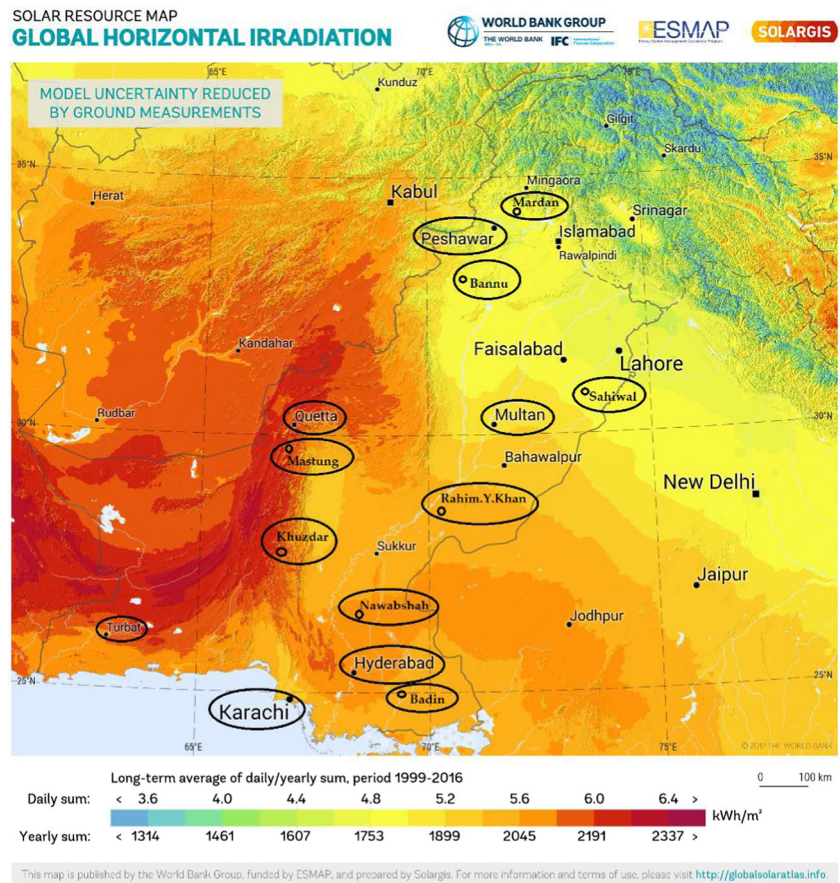 SOLAR RESOURCE MAP
GLOBAL HORIZONTAL IRRADIATION
WORLD BANK GROUP
THE WORLD BANK IFC International Finance Corporation
ESMAP
SOLARGIS
MODEL UNCERTAINTY REDUCED
BY GROUND MEASUREMENTS
65°E
70°E
75°E
Kunduz
Gilgit
35°N
35°N
Skardu
Mingaora
Herat
Kabul
Mardan
Srinagar
Peshawar
Islamabad
Rawalpindi
Bannu
Kandahar
Faisalabad
Lahore
Sahiwal
Rudbar
Quetta
Multan
30°N
30°N
Mastung
Bahawalpur
New Delhi
Rahim.Y.Khan
Khuzdar
Sukkur
Jaipur
Nawabshah
Jodhpur
Turbat
Hyderabad
25°N
25°N
Badin
Karachi
65°E
70°E
75°E
© 2017 THE WORLD BANK
Long-term average of daily/yearly sum, period 1999-2016
0 100 km
Daily sum: < 3.6 4.0 4.4 4.8 5.2 5.6 6.0 6.4 >
kWh/m²
Yearly sum: < 1314 1461 1607 1753 1899 2045 2191 2337 >
This map is published by the World Bank Group, funded by ESMAP, and prepared by Solargis. For more information and terms of use, please visit http://globalsolaratlas.info.